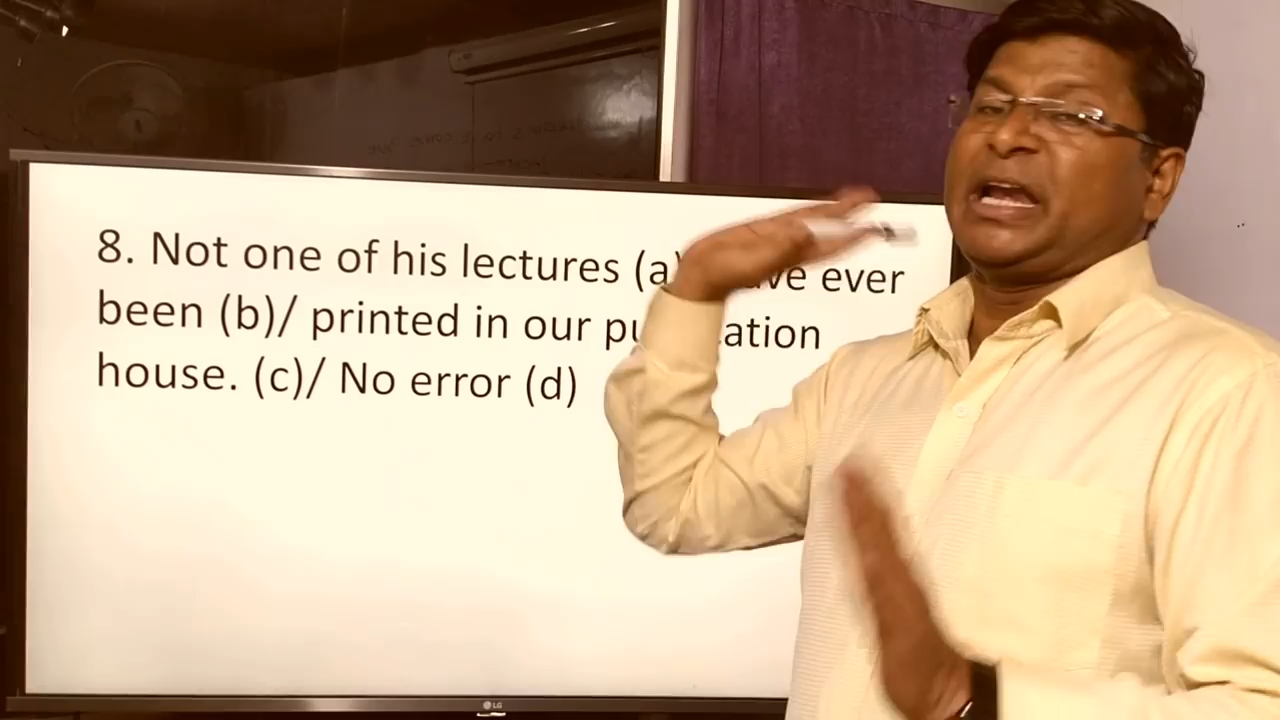 8. Not one of his lectures (a) ever
been (b)/ printed in our
house. (c)/ No error (d)
LG